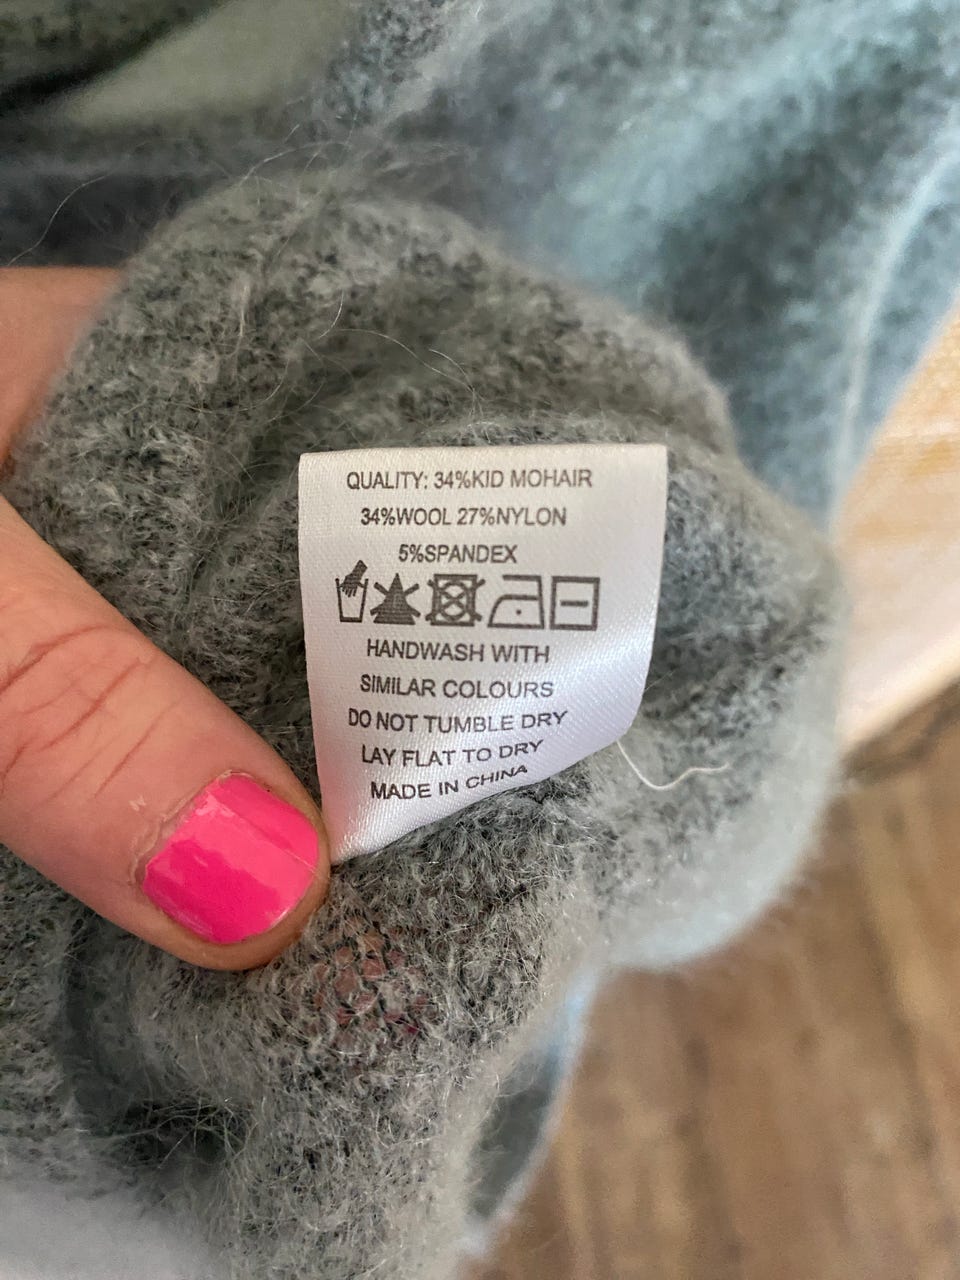 QUALITY: 34%KID MOHAIR
34%WOOL 27%NYLON
5%SPANDEX
HANDWASH WITH
SIMILAR COLOURS
DO NOT TUMBLE DRY
LAY FLAT TO DRY
MADE IN CHINA